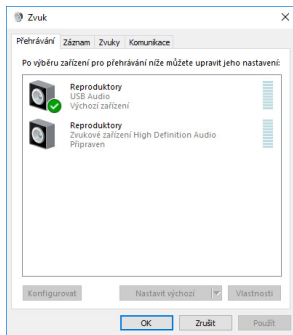 Zvuk
Přehrávání Záznam Zvuky Komunikace
Po výběru zařízení pro přehrávání níže můžete upravit jeho nastavení:
Reproduktory
USB Audio
Výchozí zařízení
Reproduktory
Zvukové zařízení High Definition Audio
Připraven
Konfigurovat Nastavit výchozí Vlastnosti
OK Zrušit Použít